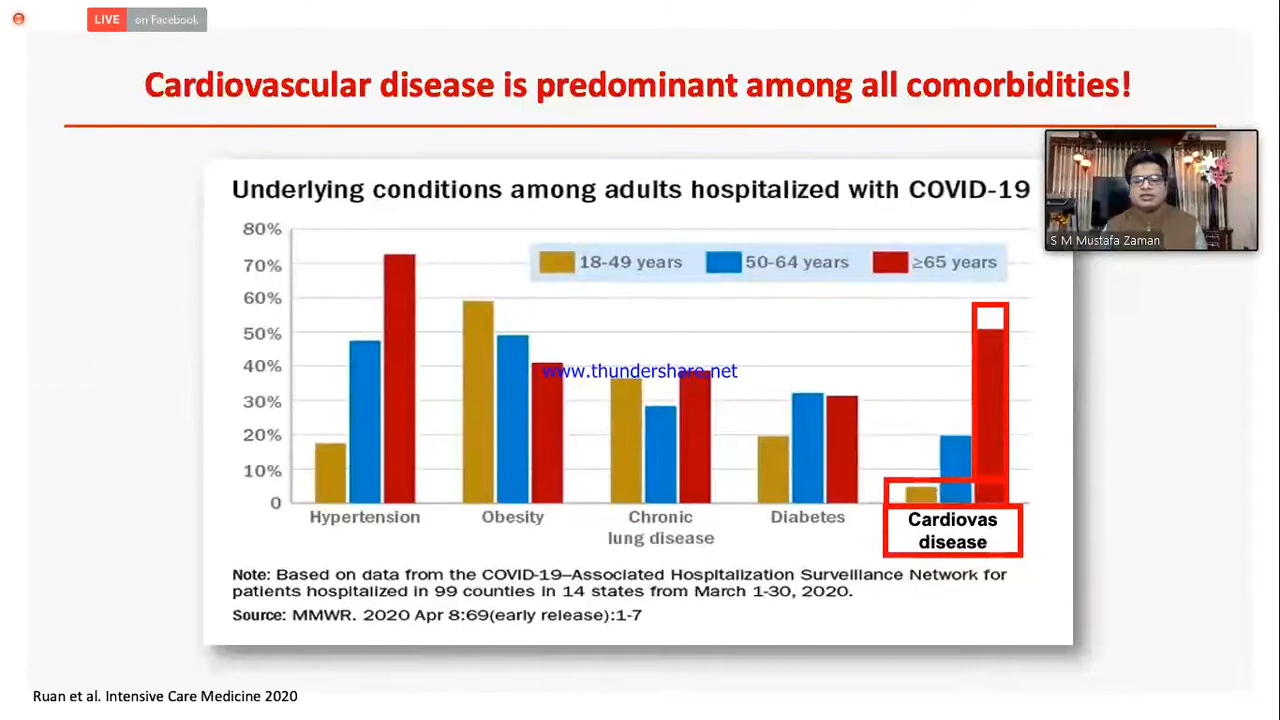 LIVE on Facebook
Cardiovascular disease is predominant among all comorbidities!
S M Mustafa Zaman
Underlying conditions among adults hospitalized with COVID-19
80%
70%
60%
50%
40%
30%
20%
10%
0
18-49 years 50-64 years ≥65 years
www.thundershare.net
Hypertension Obesity Chronic Diabetes Cardiovas
lung disease disease
Note: Based on data from the COVID-19–Associated Hospitalization Surveillance Network for
patients hospitalized in 99 counties in 14 states from March 1-30, 2020.
Source: MMWR. 2020 Apr 8:69(early release):1-7
Ruan et al. Intensive Care Medicine 2020